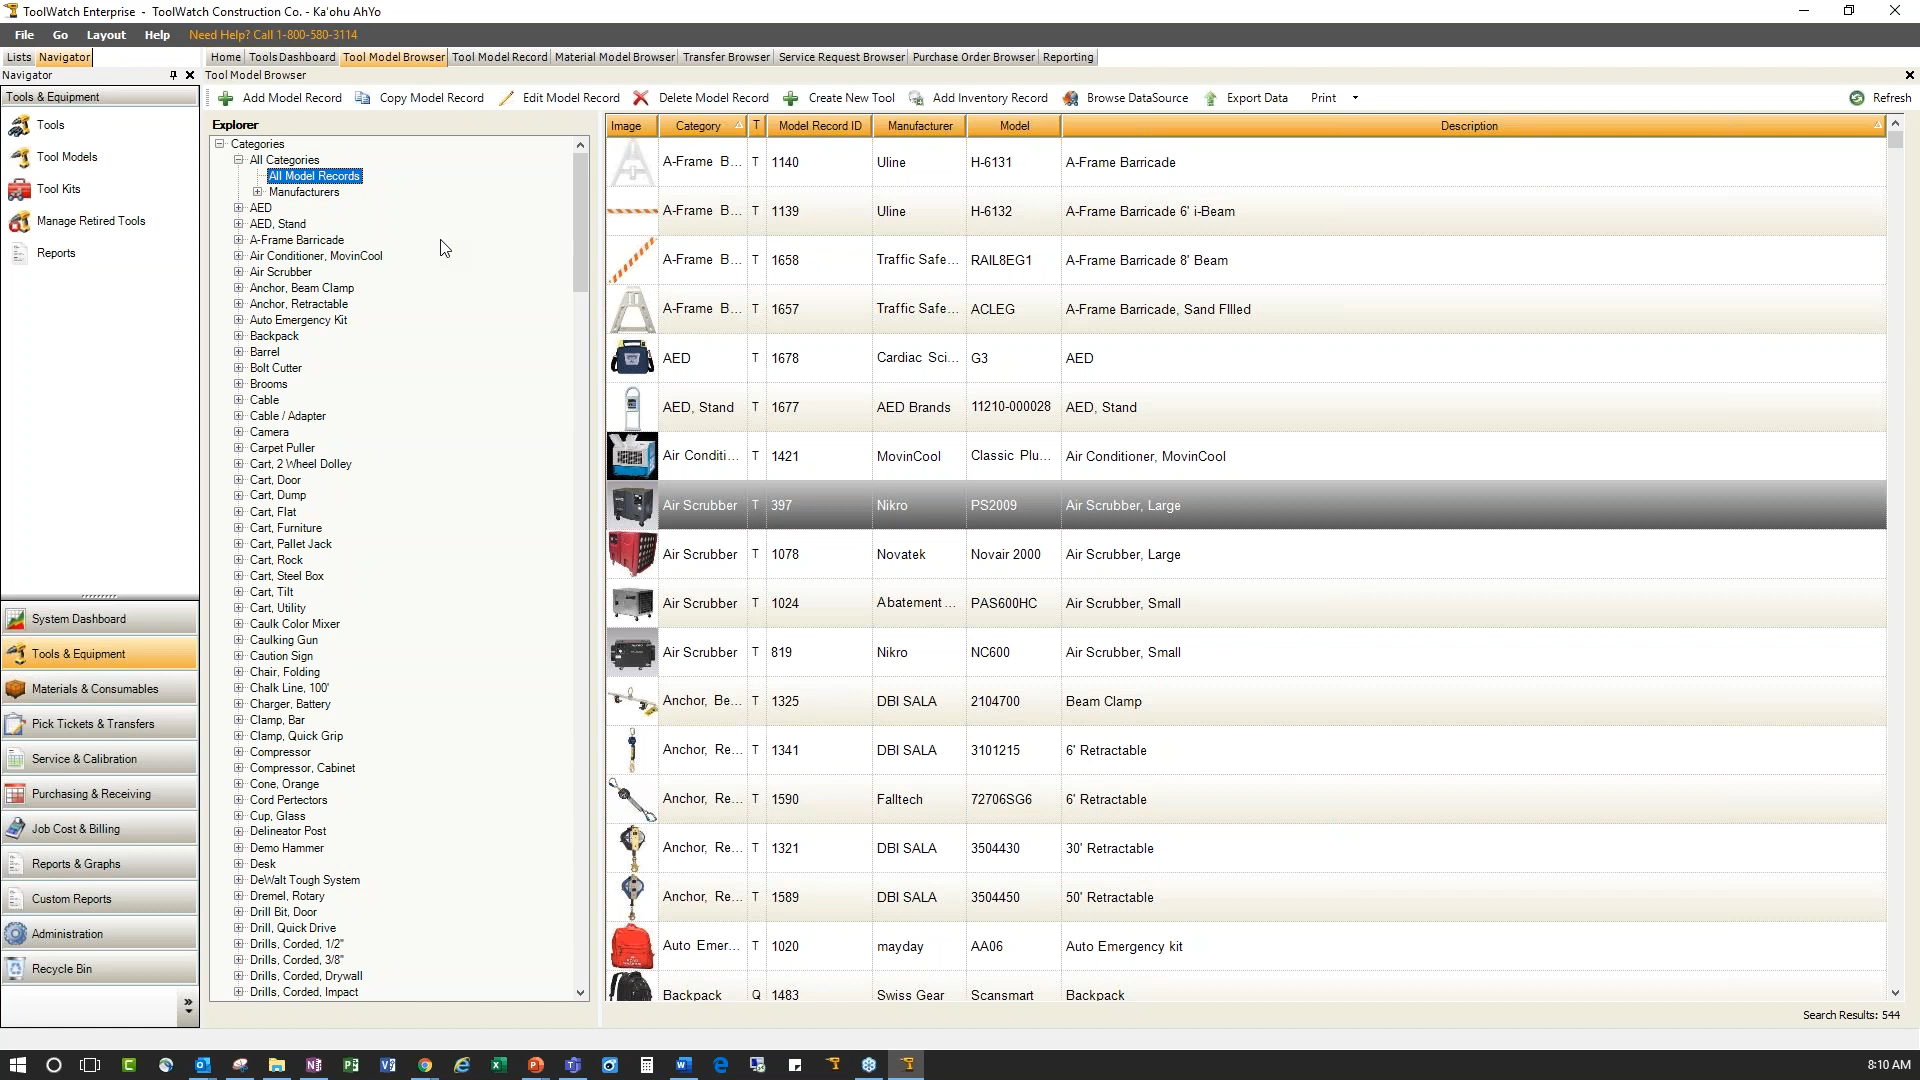 ToolWatch Enterprise - ToolWatch Construction Co. - Ka'ohu AhYo
File Go Layout Help Need Help? Call 1-800-580-3114
Lists Navigator Home Tools Dashboard Tool Model Browser Tool Model Record Material Model Browser Transfer Browser Service Request Browser Purchase Order Browser Reporting
Navigator Tool Model Browser
Tools & Equipment
Add Model Record Copy Model Record Edit Model Record Delete Model Record Create New Tool Add Inventory Record Browse DataSource Export Data Print Refresh
Tools
Tool Models
Tool Kits
Manage Retired Tools
Reports
System Dashboard
Tools & Equipment
Materials & Consumables
Pick Tickets & Transfers
Service & Calibration
Purchasing & Receiving
Job Cost & Billing
Reports & Graphs
Custom Reports
Administration
Recycle Bin
Explorer
Categories
All Categories
All Model Records
Manufacturers
AED
AED, Stand
A-Frame Barricade
Air Conditioner, MovinCool
Air Scrubber
Anchor, Beam Clamp
Anchor, Retractable
Auto Emergency Kit
Backpack
Barrel
Bolt Cutter
Brooms
Cable
Cable / Adapter
Camera
Carpet Puller
Cart, 2 Wheel Dolley
Cart, Door
Cart, Dump
Cart, Flat
Cart, Furniture
Cart, Pallet Jack
Cart, Rock
Cart, Steel Box
Cart, Tilt
Cart, Utility
Caulk Color Mixer
Caulking Gun
Caution Sign
Chair, Folding
Chalk Line, 100'
Charger, Battery
Clamp, Bar
Clamp, Quick Grip
Compressor
Compressor, Cabinet
Cone, Orange
Cord Pertectors
Cup, Glass
Delineator Post
Demo Hammer
Desk
DeWalt Tough System
Dremel, Rotary
Drill Bit, Door
Drill, Quick Drive
Drills, Corded, 1/2"
Drills, Corded, 3/8"
Drills, Corded, Drywall
Drills, Corded, Impact
Image Category T Model Record ID Manufacturer Model Description
A-Frame B... T 1140 Uline H-6131 A-Frame Barricade
A-Frame B... T 1139 Uline H-6132 A-Frame Barricade 6' i-Beam
A-Frame B... T 1658 Traffic Safe... RAIL8EG1 A-Frame Barricade 8' Beam
A-Frame B... T 1657 Traffic Safe... ACLEG A-Frame Barricade, Sand FIlled
AED T 1678 Cardiac Sci... G3 AED
AED, Stand T 1677 AED Brands 11210-000028 AED, Stand
Air Conditi... T 1421 MovinCool Classic Plu... Air Conditioner, MovinCool
Air Scrubber T 397 Nikro PS2009 Air Scrubber, Large
Air Scrubber T 1078 Novatek Novair 2000 Air Scrubber, Large
Air Scrubber T 1024 Abatement ... PAS600HC Air Scrubber, Small
Air Scrubber T 819 Nikro NC600 Air Scrubber, Small
Anchor, Be... T 1325 DBI SALA 2104700 Beam Clamp
Anchor, Re... T 1341 DBI SALA 3101215 6' Retractable
Anchor, Re... T 1590 Falltech 72706SG6 6' Retractable
Anchor, Re... T 1321 DBI SALA 3504430 30' Retractable
Anchor, Re... T 1589 DBI SALA 3504450 50' Retractable
Auto Emer... T 1020 mayday AA06 Auto Emergency kit
Backpack Q 1483 Swiss Gear Scansmart Backpack
Search Results: 544
8:10 AM